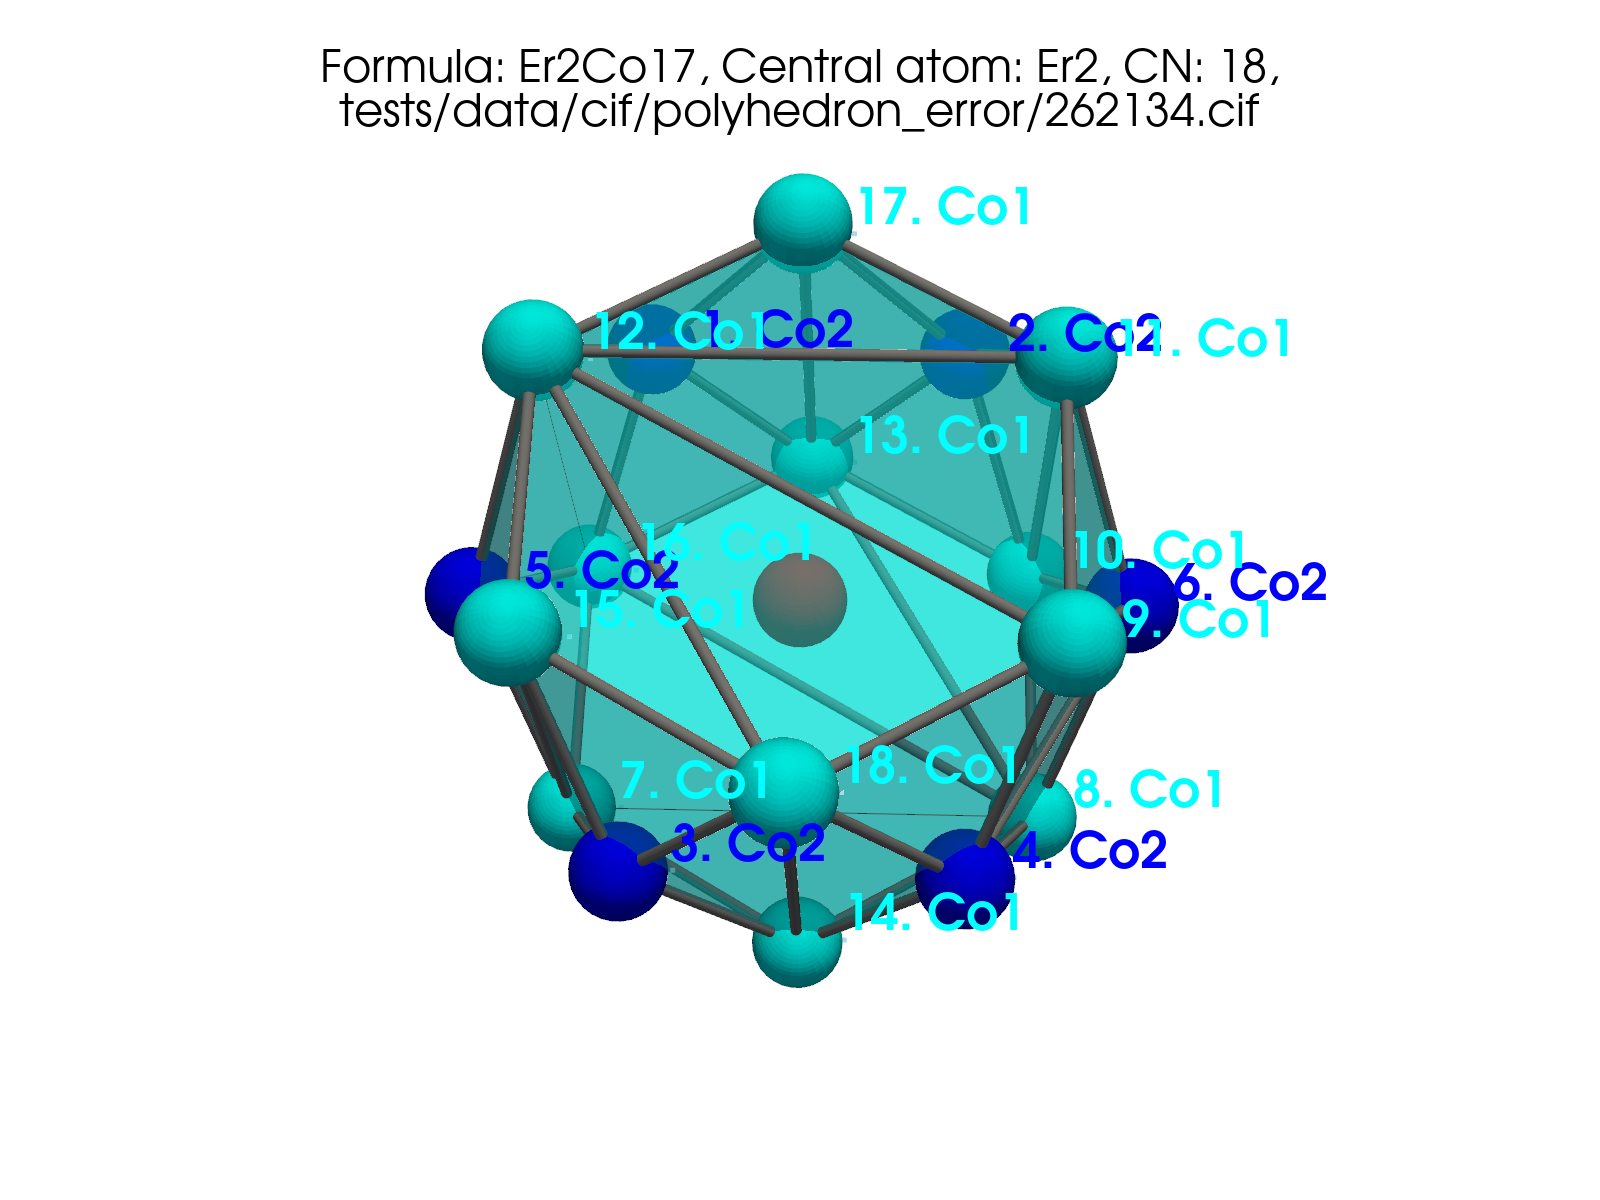 Formula: Er2Co17, Central atom: Er2, CN: 18,
tests/data/cif/polyhedron_error/262134.cif
17. Co1
12. Co1
1. Co2
2. Co2
11. Co1
13. Co1
16. Co1
10. Co1
5. Co2
6. Co2
15. Co1
9. Co1
18. Co1
7. Co1
8. Co1
3. Co2
4. Co2
14. Co1